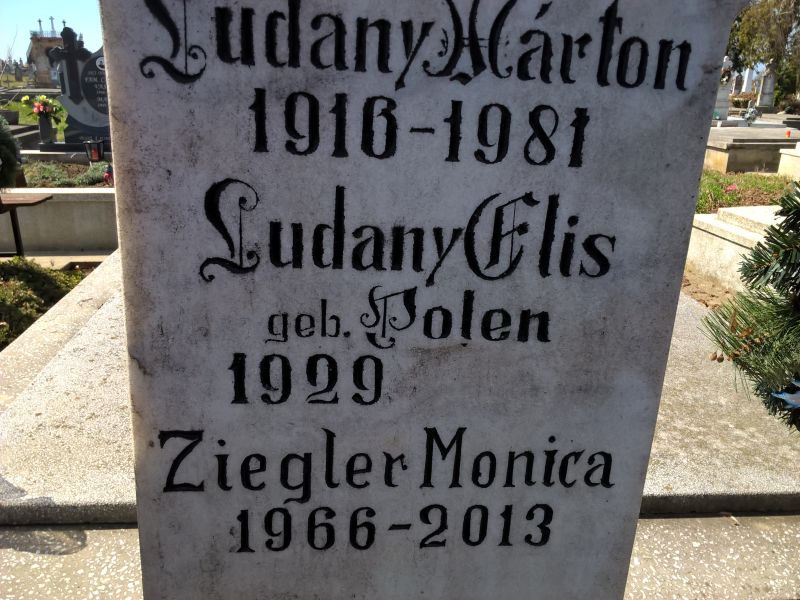 Ludany Márton
1916-1981
Ludany Elis
geb. Polen
1929
Ziegler Monica
1966-2013